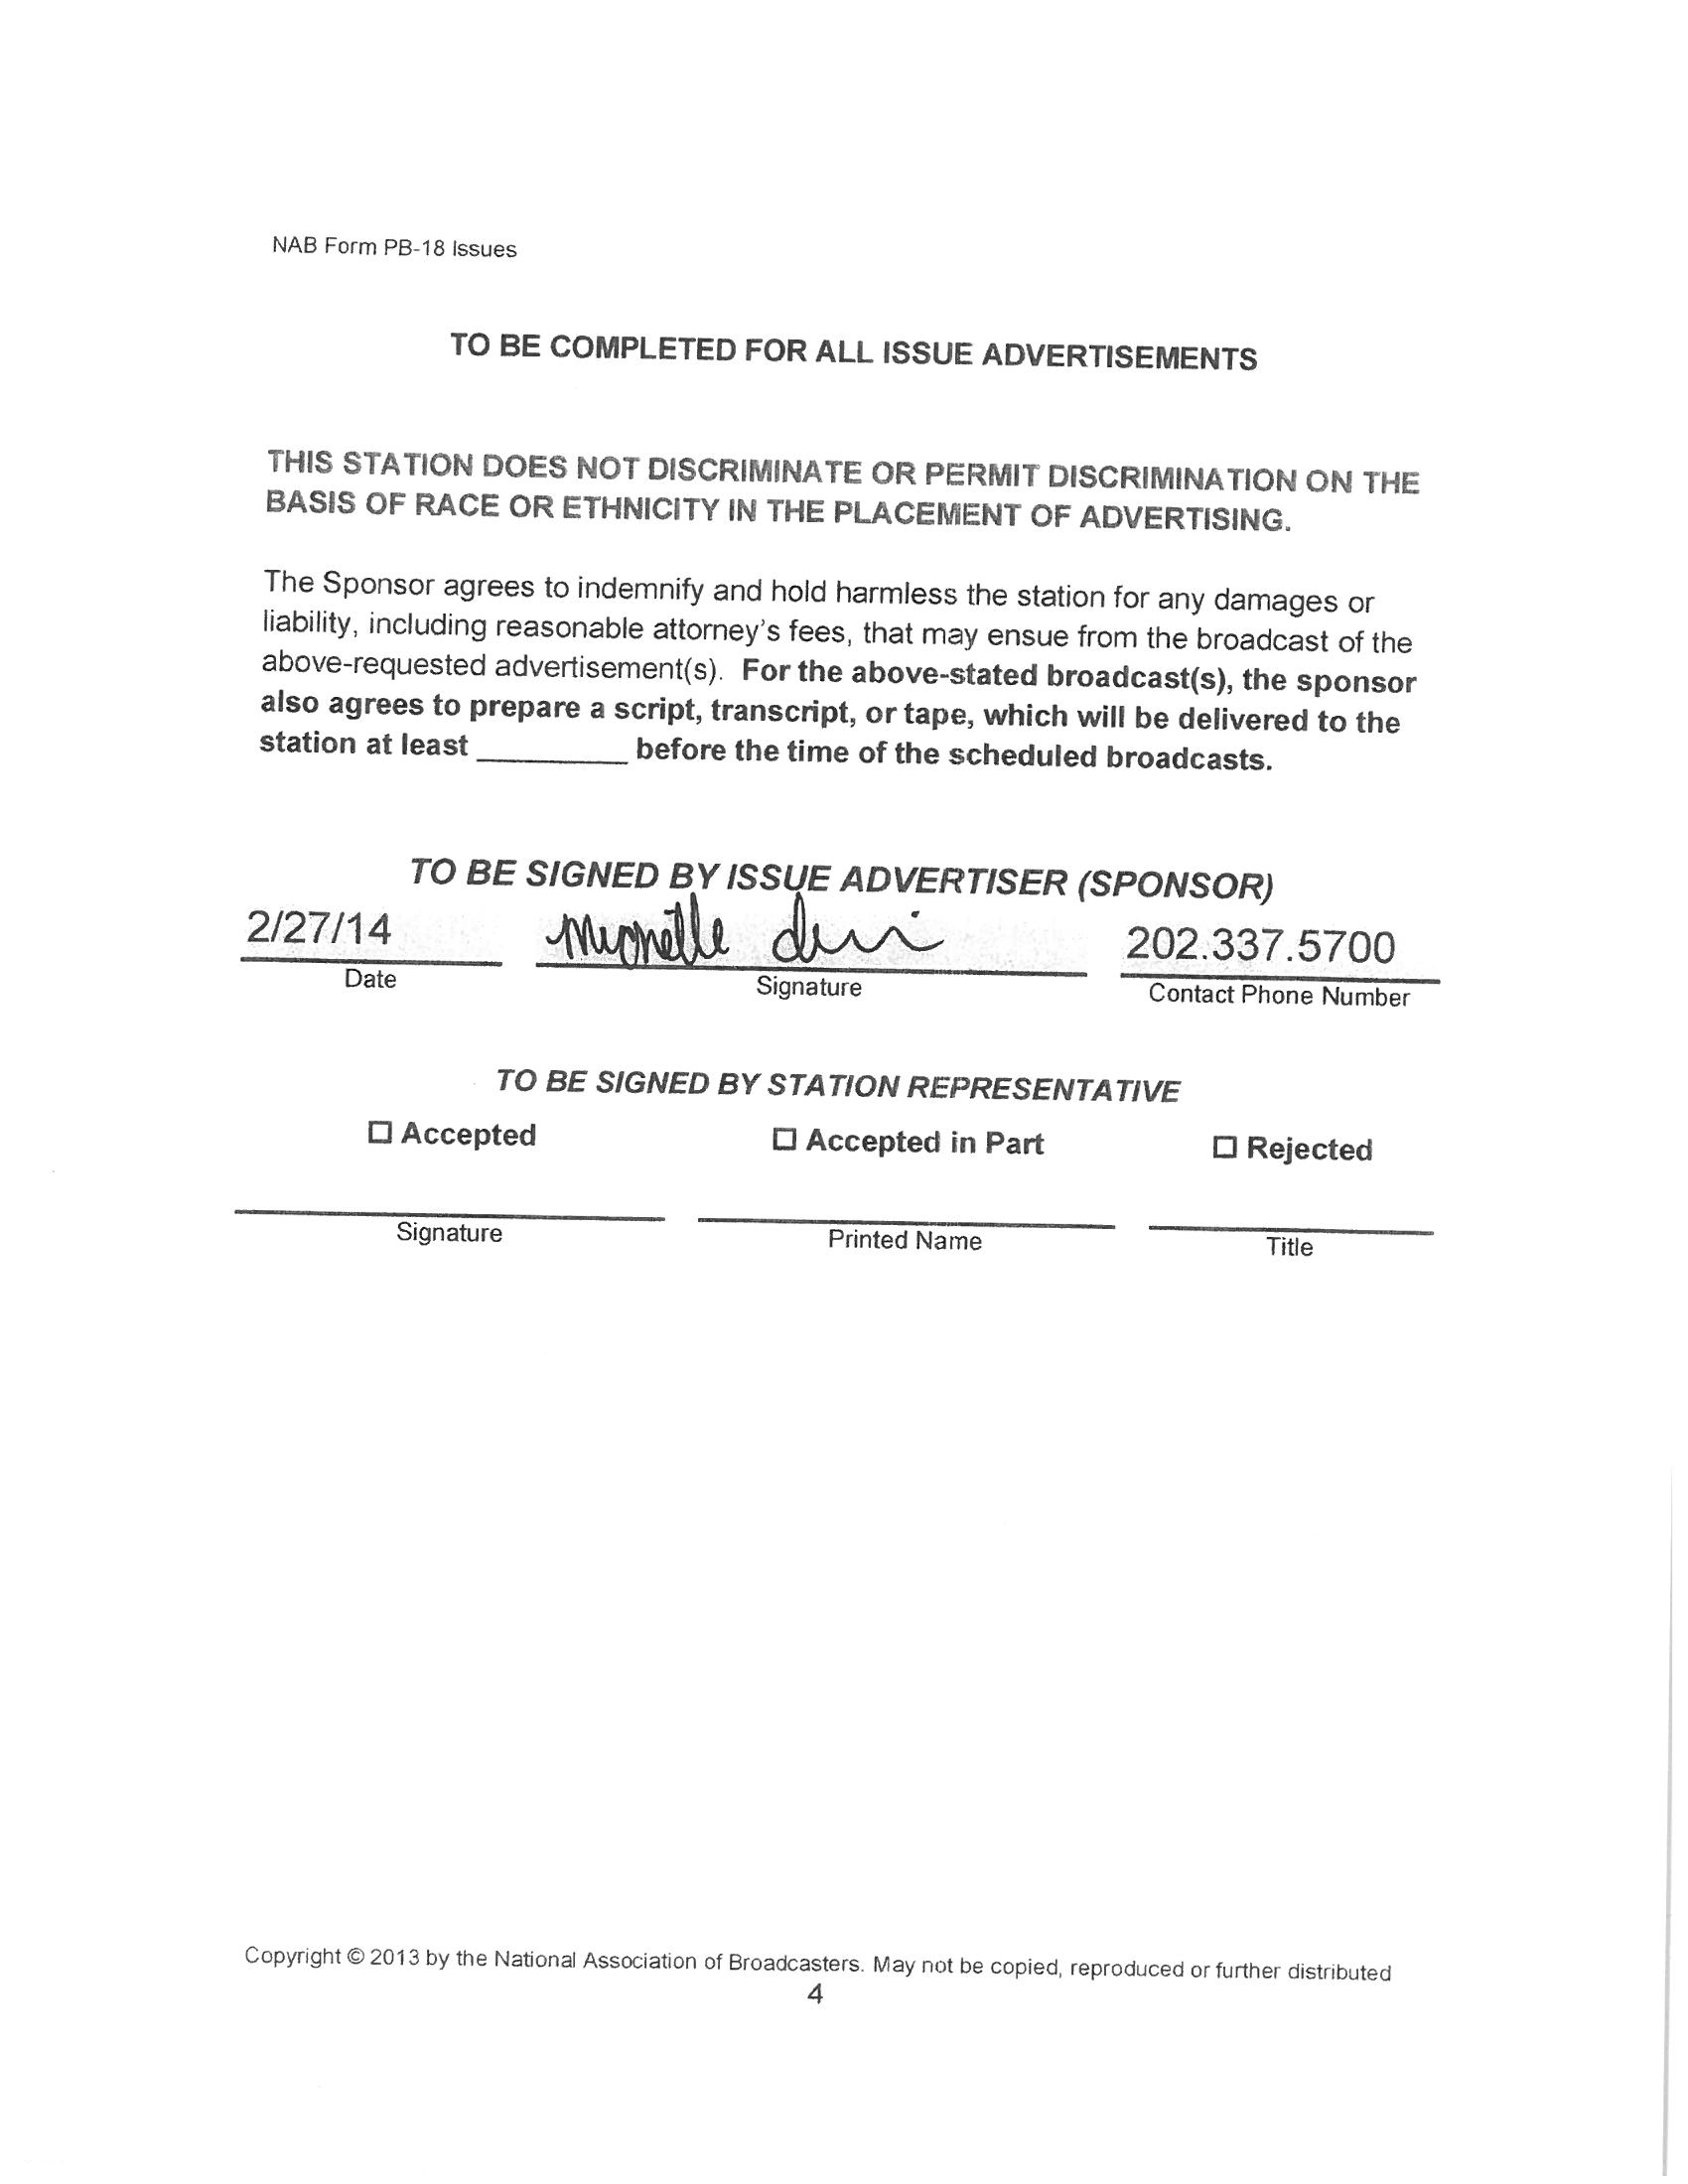 NAB Form PB-18 Issues
TO BE COMPLETED FOR ALL ISSUE ADVERTISEMENTS
THIS STATION DOES NOT DISCRIMINATE OR PERMIT DISCRIMINATION ON THE
BASIS OF RACE OR ETHNICITY IN THE PLACEMENT OF ADVERTISING.
The Sponsor agrees to indemnify and hold harmless the station for any damages or
liability, including reasonable attorney's fees, that may ensue from the broadcast of the
above-requested advertisement(s). For the above-stated broadcast(s), the sponsor
also agrees to prepare a script, transcript, or tape, which will be delivered to the
station at least _________ before the time of the scheduled broadcasts.
TO BE SIGNED BY ISSUE ADVERTISER (SPONSOR)
2/27/14 202.337.5700
Date Signature Contact Phone Number
TO BE SIGNED BY STATION REPRESENTATIVE
☐ Accepted ☐ Accepted in Part ☐ Rejected
Signature Printed Name Title
Copyright © 2013 by the National Association of Broadcasters. May not be copied, reproduced or further distributed
4